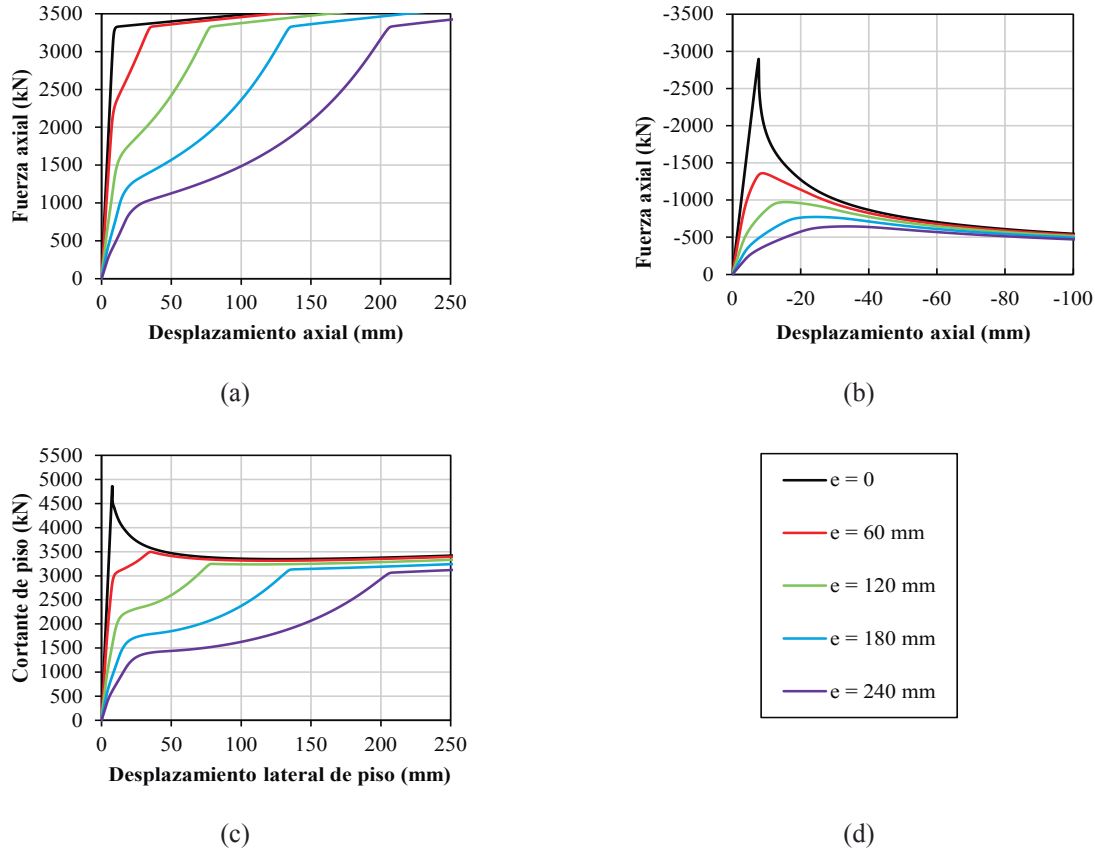 3500
3000
2500
2000
1500
1000
500
0
Fuerza axial (kN)
0 50 100 150 200 250
Desplazamiento axial (mm)
(a)
-3500
-3000
-2500
-2000
-1500
-1000
-500
0
Fuerza axial (kN)
0 -20 -40 -60 -80 -100
Desplazamiento axial (mm)
(b)
5500
5000
4500
4000
3500
3000
2500
2000
1500
1000
500
0
Cortante de piso (kN)
0 50 100 150 200 250
Desplazamiento lateral de piso (mm)
(c)
e = 0
e = 60 mm
e = 120 mm
e = 180 mm
e = 240 mm
(d)